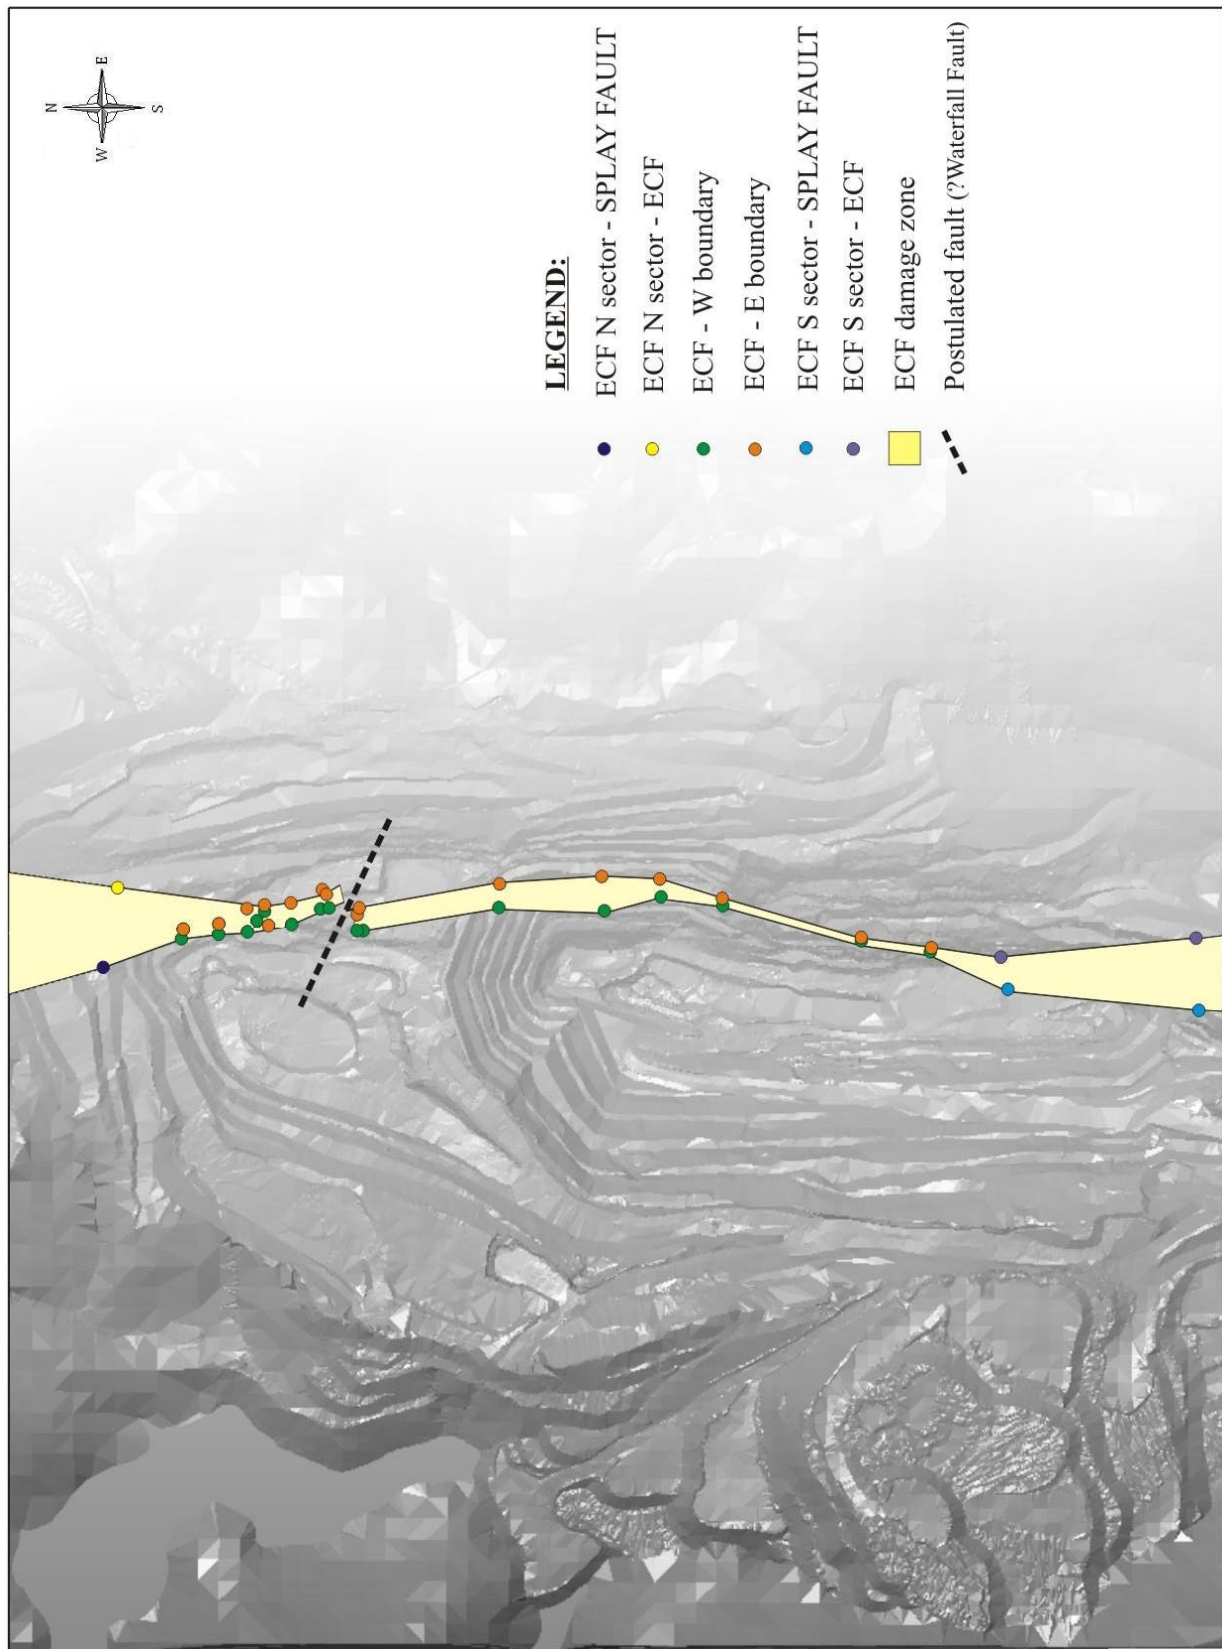 N
E
S
W
LEGEND:
ECF N sector - SPLAY FAULT
ECF N sector - ECF
ECF - W boundary
ECF - E boundary
ECF S sector - SPLAY FAULT
ECF S sector - ECF
ECF damage zone
Postulated fault (?Waterfall Fault)